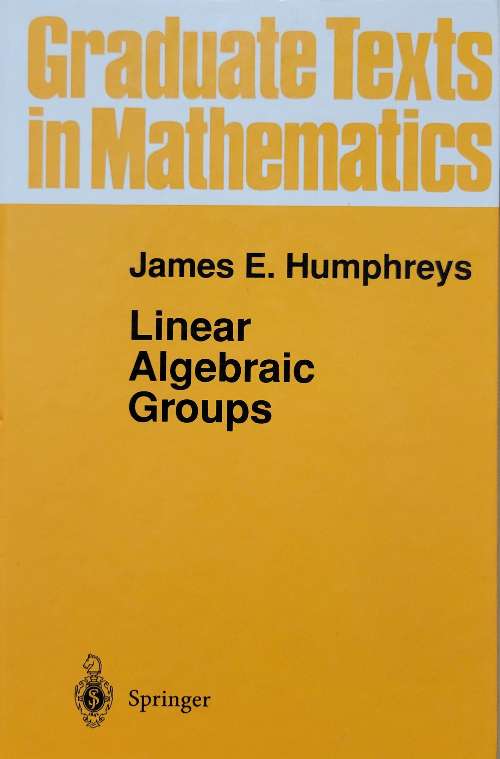 Graduate Texts
in Mathematics
James E. Humphreys
Linear
Algebraic
Groups
Springer